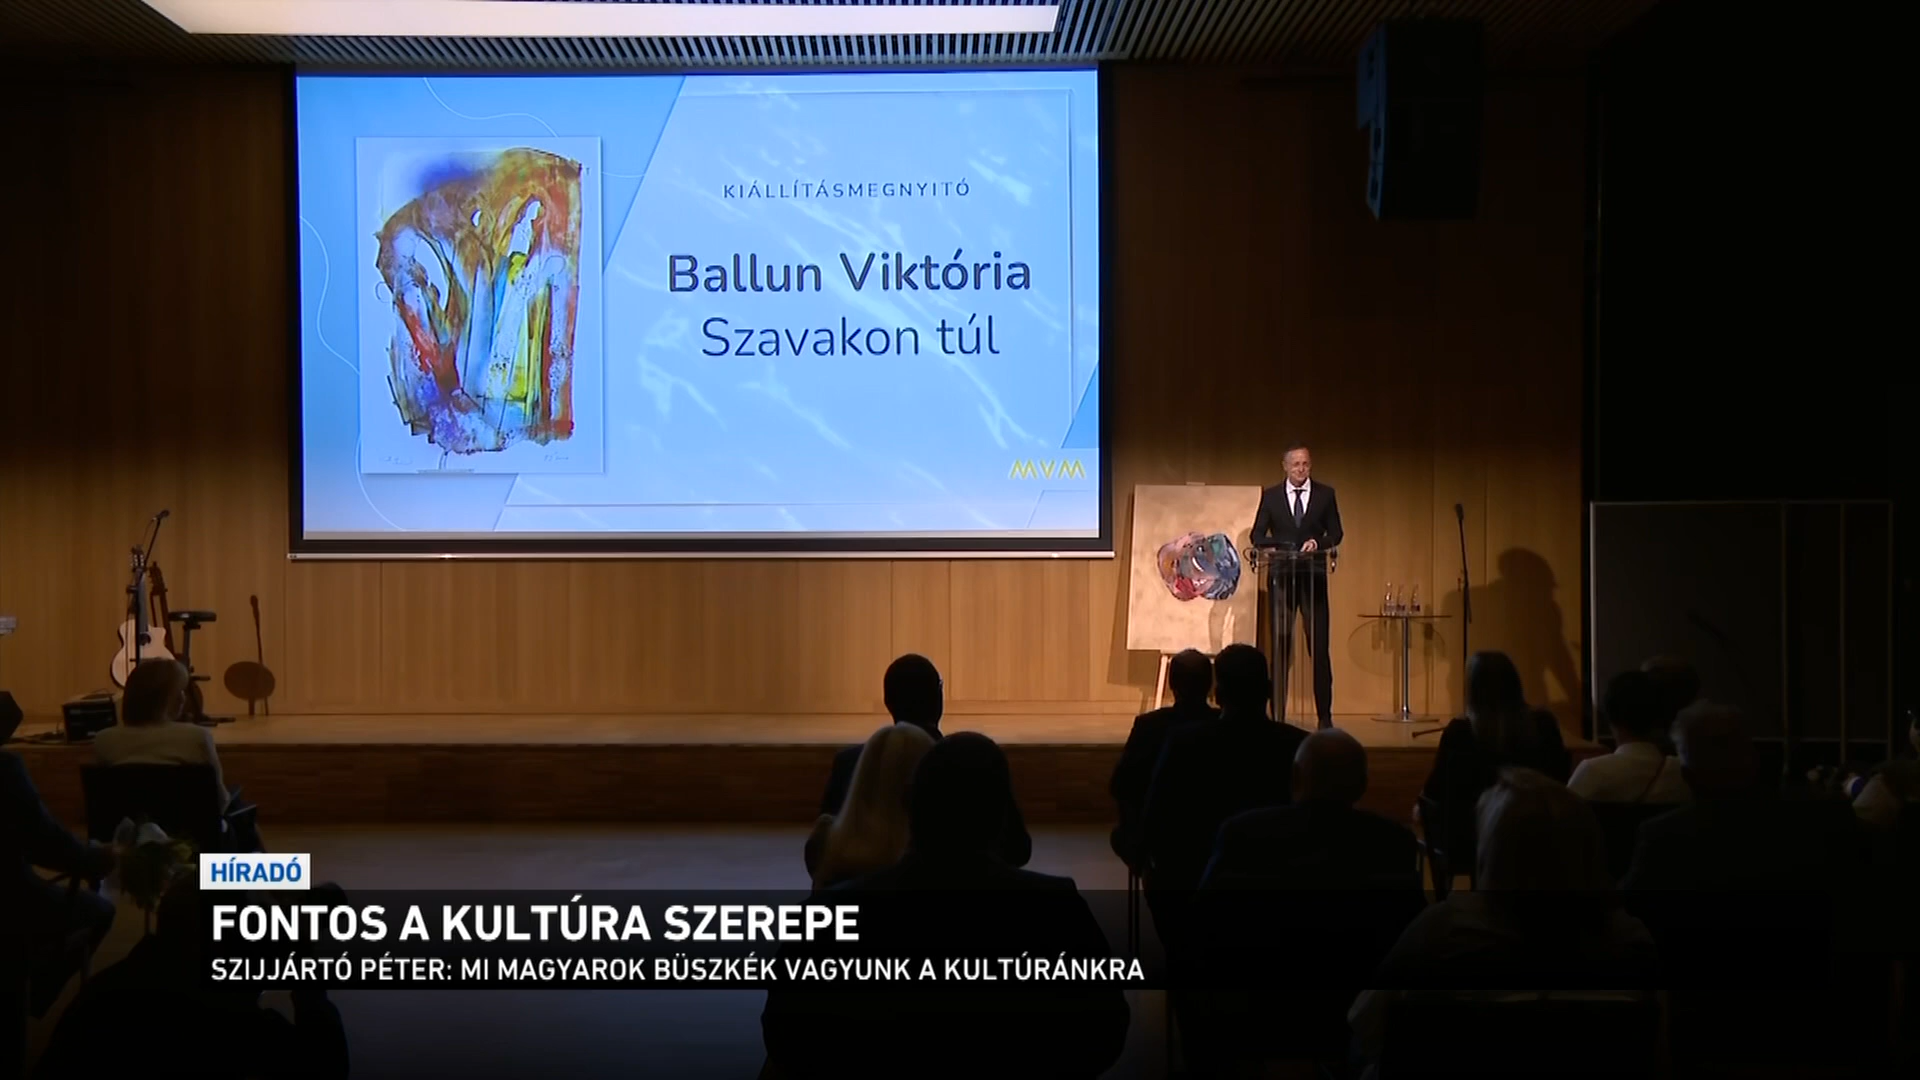 KIÁLLÍTÁSMEGNYITÓ
Ballun Viktória
Szavakon túl
MVM
HÍRADÓ
FONTOS A KULTÚRA SZEREPE
SZIJJÁRTÓ PÉTER: MI MAGYAROK BÜSZKÉK VAGYUNK A KULTÚRÁNKRA